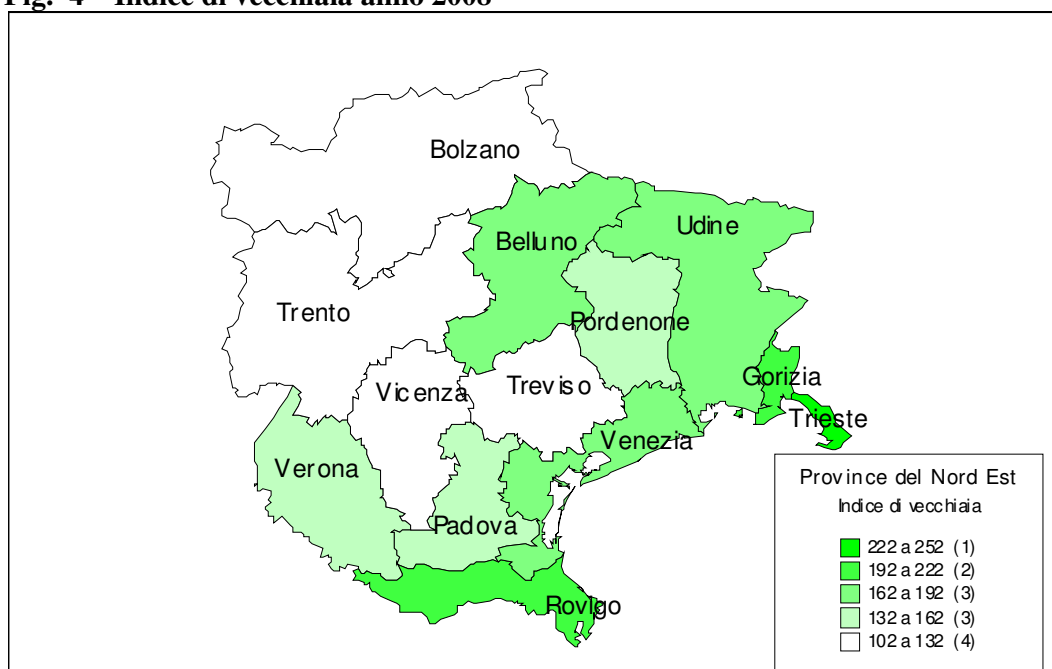 Fig. 4 – Indice di vecchiaia anno 2008
Bolzano
Belluno
Udine
Trento
Pordenone
Vicenza
Treviso
Gorizia
Trieste
Venezia
Verona
Padova
Rovigo
Province del Nord Est
Indice di vecchiaia
222 a 252 (1)
192 a 222 (2)
162 a 192 (3)
132 a 162 (3)
102 a 132 (4)